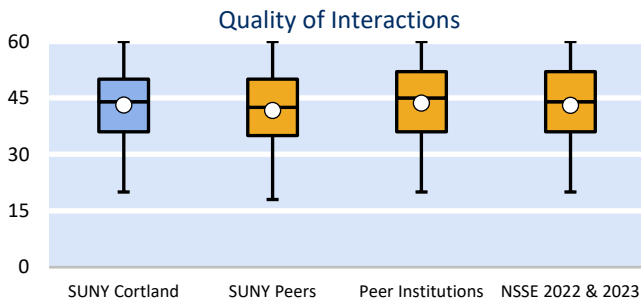 Quality of Interactions
60
45
30
15
0
SUNY Cortland SUNY Peers Peer Institutions NSSE 2022 & 2023